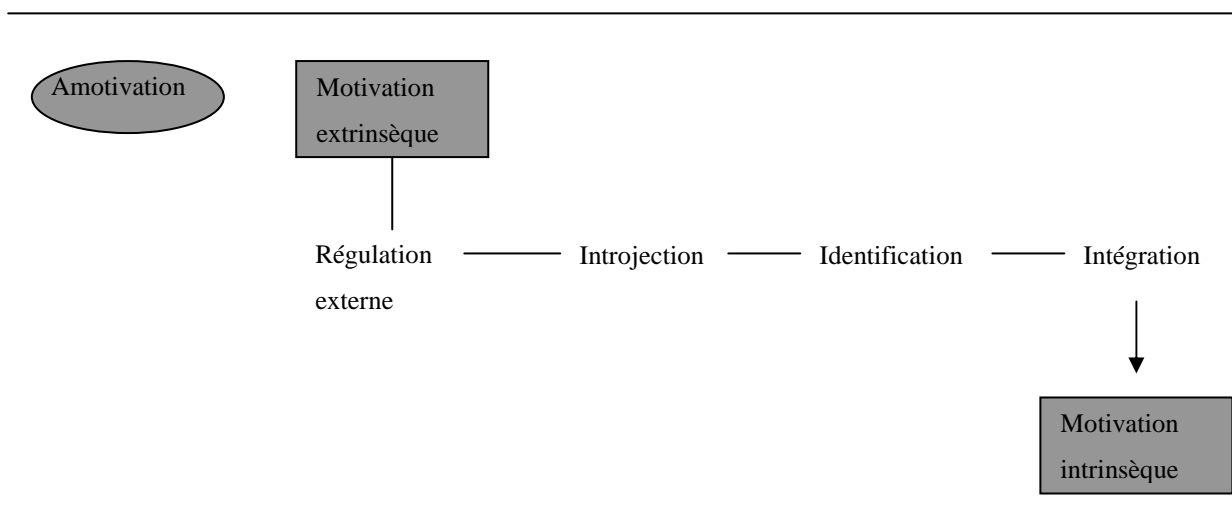 Amotivation
Motivation
extrinsèque
Régulation
externe
Introjection
Identification
Intégration
Motivation
intrinsèque